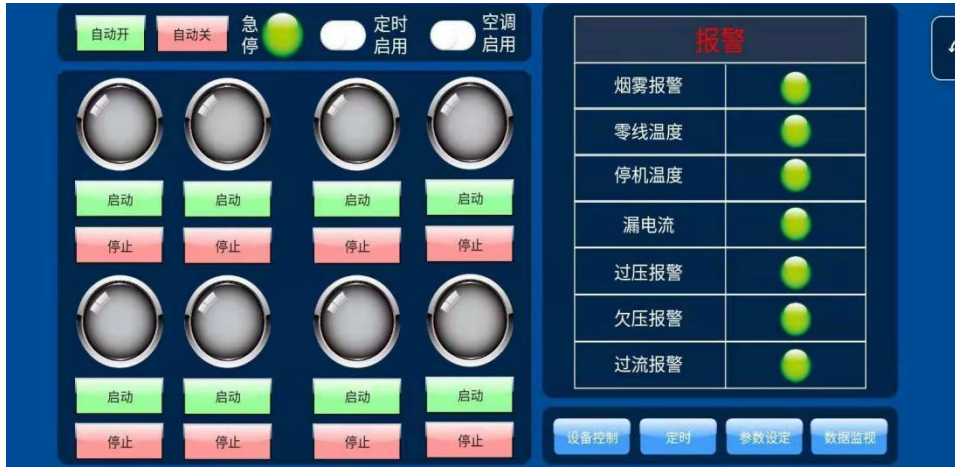 自动开
自动关
急停
定时启用
空调启用
启动 启动 启动 启动
停止 停止 停止 停止
启动 启动 启动 启动
停止 停止 停止 停止
报警
烟雾报警
零线温度
停机温度
漏电流
过压报警
欠压报警
过流报警
设备控制 定时 参数设定 数据监视